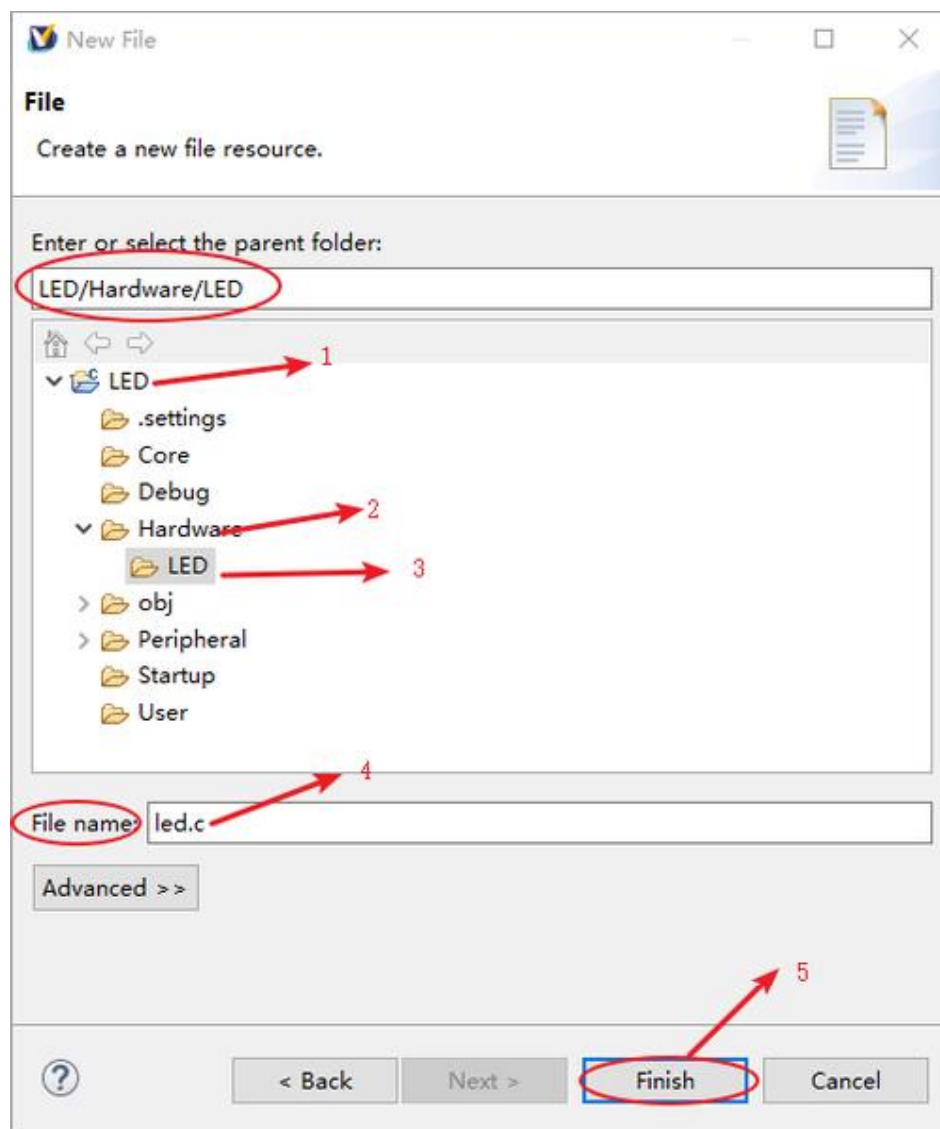 New File
File
Create a new file resource.
Enter or select the parent folder:
LED/Hardware/LED
1
LED
.settings
Core
Debug
2
Hardware
LED 3
obj
Peripheral
Startup
User
4
File name: led.c
Advanced >>
5
? < Back Next > Finish Cancel